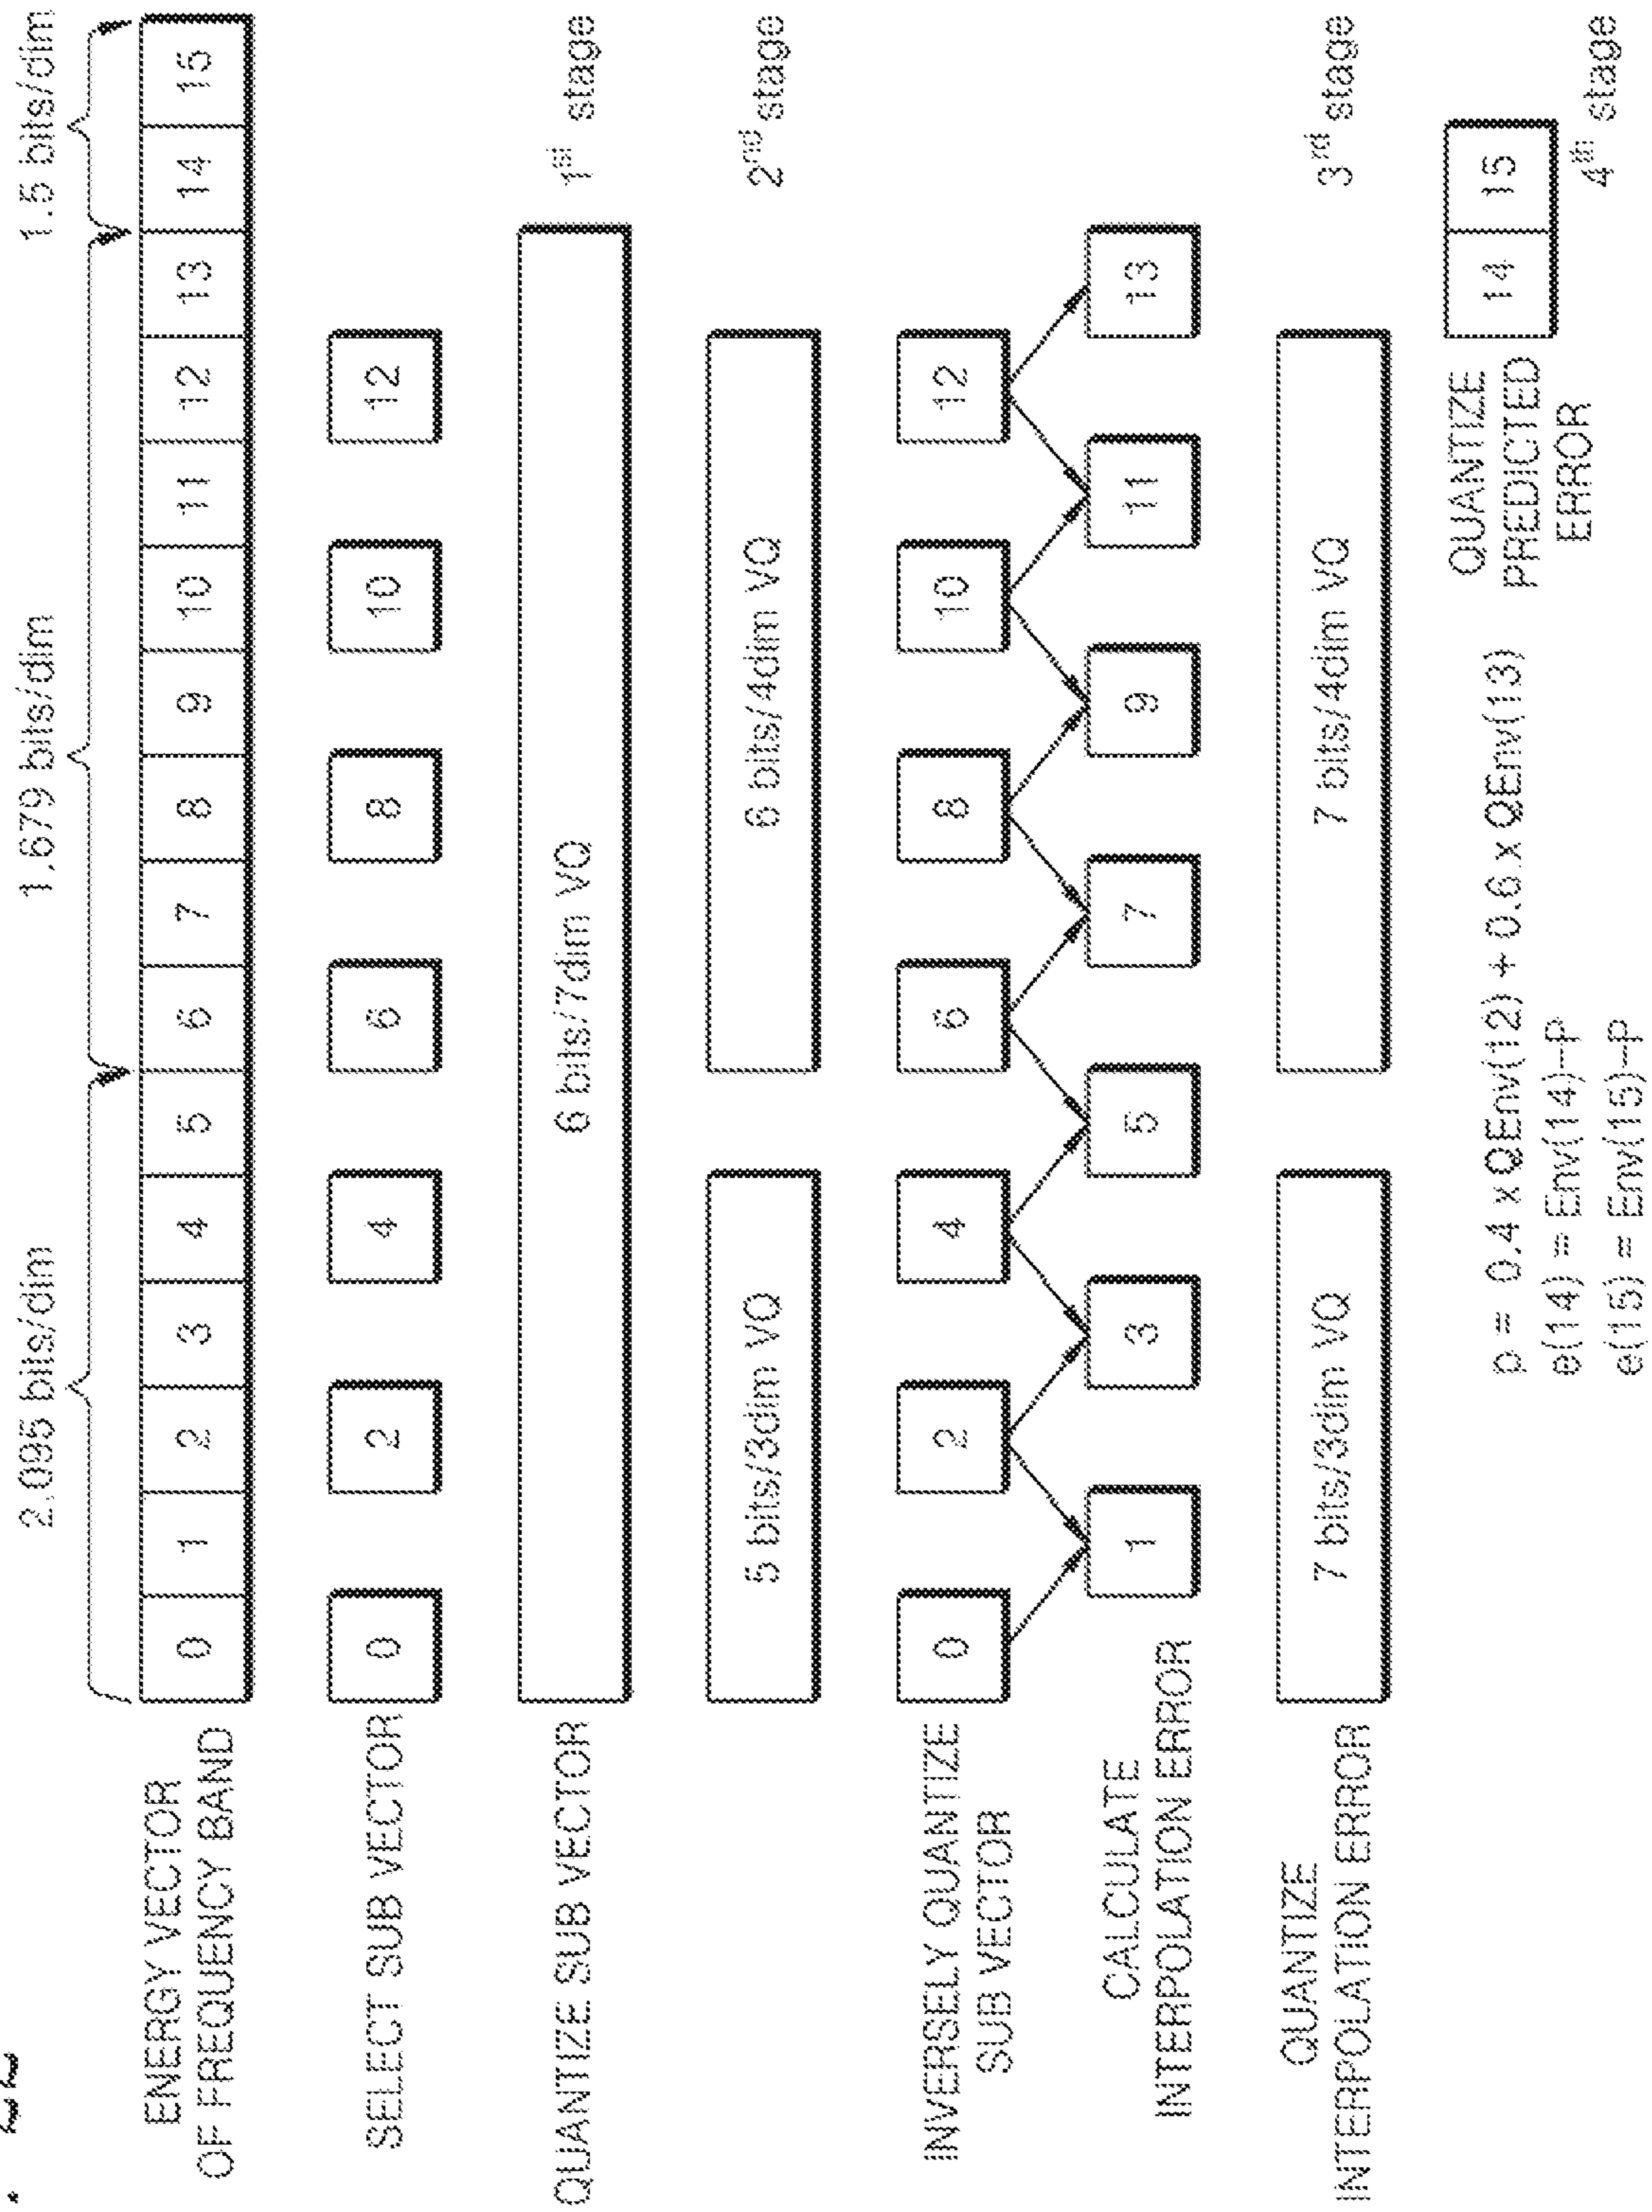 2.095 bits/dim
1.679 bits/dim
1.5 bits/dim
ENERGY VECTOR
OF FREQUENCY BAND
0 1 2 3 4 5 6 7 8 9 10 11 12 13 14 15
SELECT SUB VECTOR
0 2 4 6 8 10 12
QUANTIZE SUB VECTOR
6 bits/7dim VQ
1st stage
5 bits/3dim VQ
6 bits/4dim VQ
2nd stage
INVERSELY QUANTIZE
SUB VECTOR
0 2 4 6 8 10 12
CALCULATE
INTERPOLATION ERROR
1 3 5 7 9 11 13
QUANTIZE
INTERPOLATION ERROR
7 bits/3dim VQ
7 bits/4dim VQ
3rd stage
p = 0.4 x QEnv(12) + 0.6 x QEnv(13)
e(14) = Env(14)-p
e(15) = Env(15)-p
QUANTIZE
PREDICTED
ERROR
14 15
4th stage